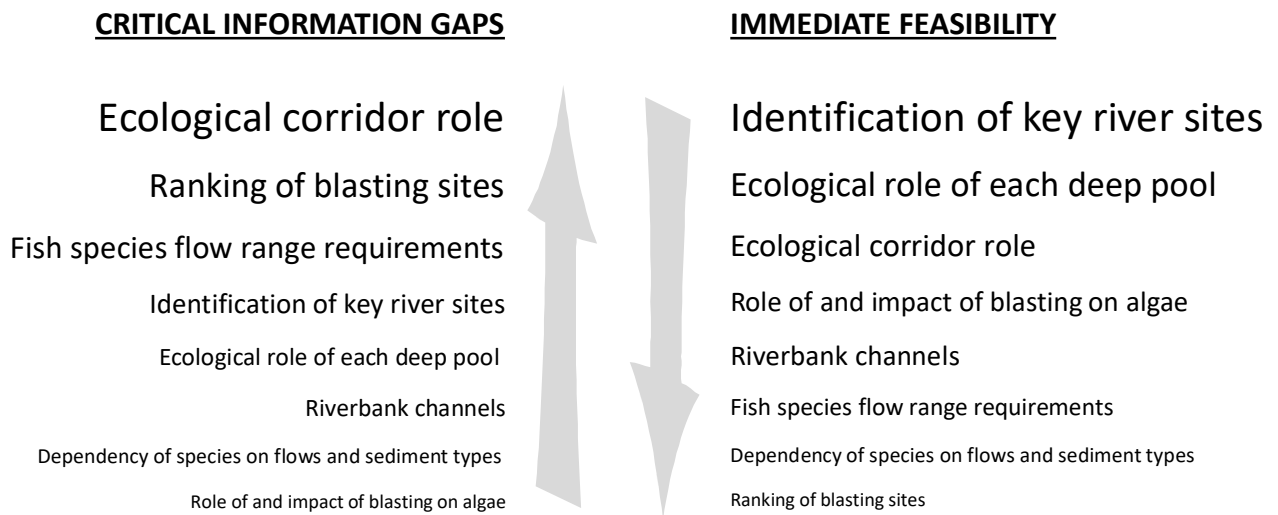 CRITICAL INFORMATION GAPS
Ecological corridor role
Ranking of blasting sites
Fish species flow range requirements
Identification of key river sites
Ecological role of each deep pool
Riverbank channels
Dependency of species on flows and sediment types
Role of and impact of blasting on algae
IMMEDIATE FEASIBILITY
Identification of key river sites
Ecological role of each deep pool
Ecological corridor role
Role of and impact of blasting on algae
Riverbank channels
Fish species flow range requirements
Dependency of species on flows and sediment types
Ranking of blasting sites